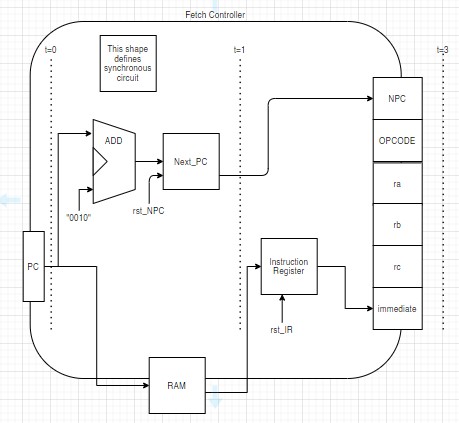 Fetch Controller
t=0
This shape
defines
synchronous
circuit
t=1
t=3
NPC
ADD
OPCODE
Next_PC
ra
"0010"
rst_NPC
rb
PC
Instruction
Register
rc
immediate
rst_IR
RAM